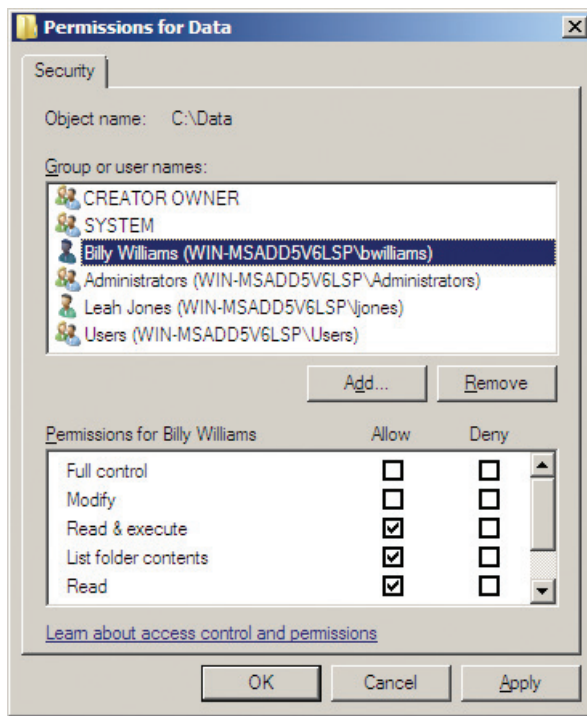 Permissions for Data
Security
Object name: C:\Data
Group or user names:
CREATOR OWNER
SYSTEM
Billy Williams (WIN-MSADD5V6LSP\bwilliams)
Administrators (WIN-MSADD5V6LSP\Administrators)
Leah Jones (WIN-MSADD5V6LSP\ljones)
Users (WIN-MSADD5V6LSP\Users)
Add... Remove
Permissions for Billy Williams Allow Deny
Full control
Modify
Read & execute
List folder contents
Read
Learn about access control and permissions
OK Cancel Apply